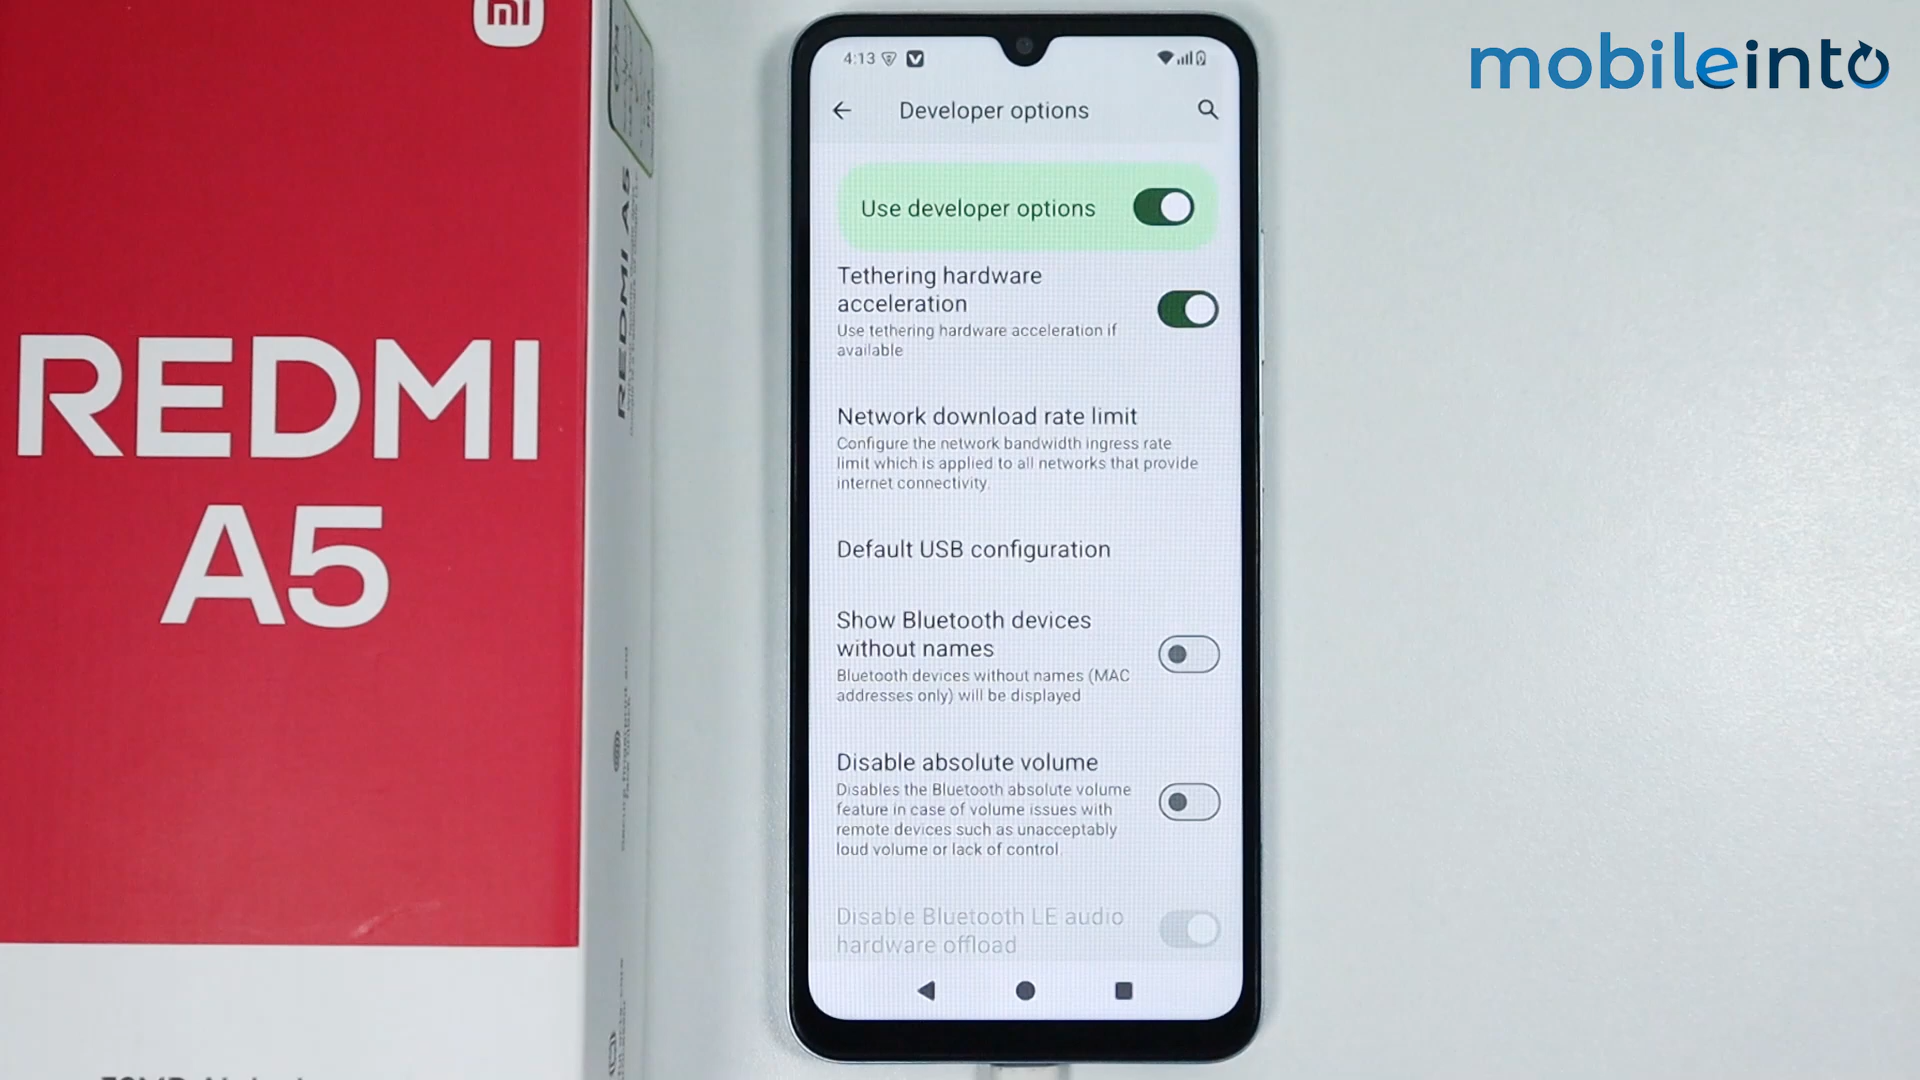 mi
REDMI
A5
REDMI A5
mobileinto
4:13
Developer options
Use developer options
Tethering hardware
acceleration
Use tethering hardware acceleration if
available
Network download rate limit
Configure the network bandwidth ingress rate
limit which is applied to all networks that provide
internet connectivity.
Default USB configuration
Show Bluetooth devices
without names
Bluetooth devices without names (MAC
addresses only) will be displayed
Disable absolute volume
Disables the Bluetooth absolute volume
feature in case of volume issues with
remote devices such as unacceptably
loud volume or lack of control.
Disable Bluetooth LE audio
hardware offload